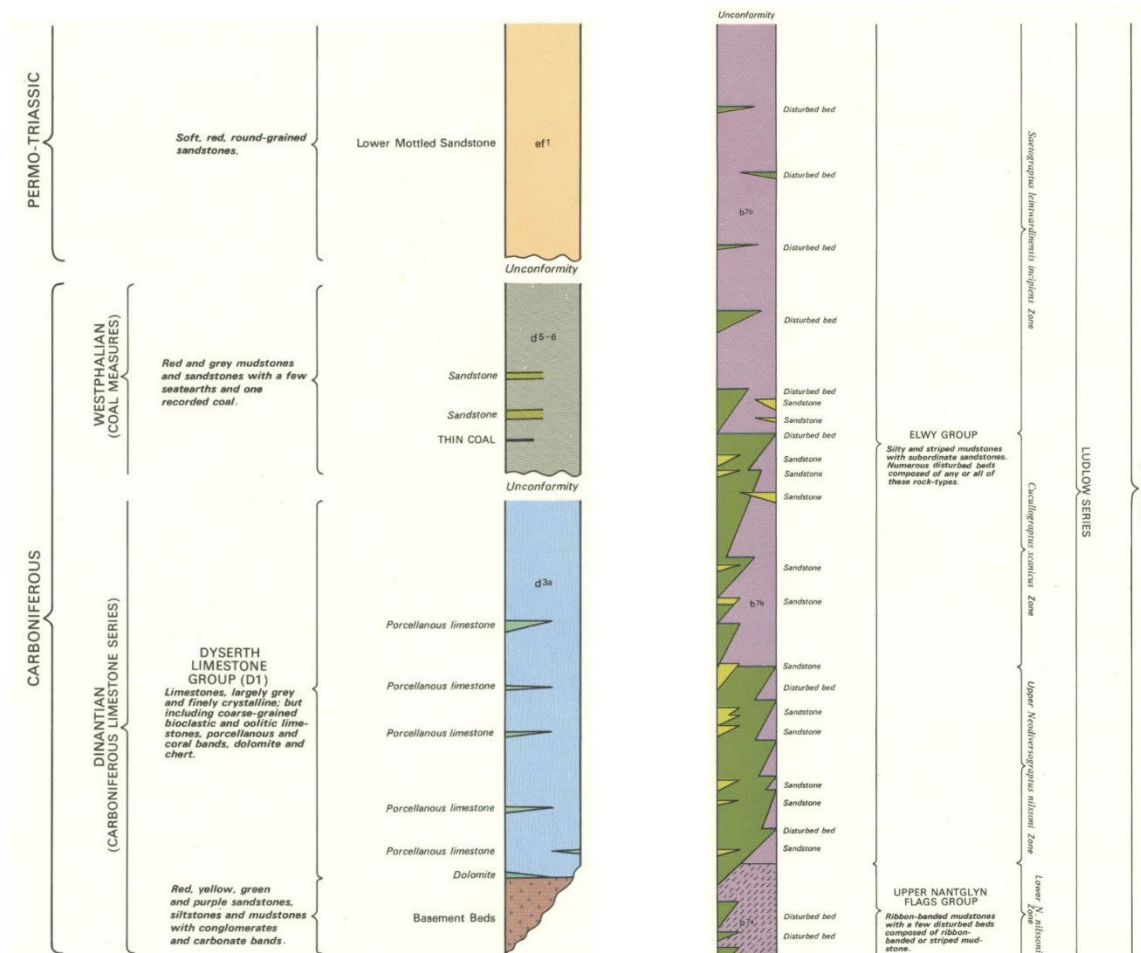 PERMO-TRIASSIC
Soft, red, round-grained
sandstones.
Lower Mottled Sandstone
ef1
Unconformity
CARBONIFEROUS
WESTPHALIAN
(COAL MEASURES)
Red and grey mudstones
and sandstones with a few
seatearths and one
recorded coal.
d5-6
Sandstone
Sandstone
THIN COAL
Unconformity
DINANTIAN
(CARBONIFEROUS LIMESTONE SERIES)
DYSERTH
LIMESTONE
GROUP (D1)
Limestones, largely grey
and finely crystalline; but
including coarse-grained
bioclastic and oolitic lime-
stones, porcellanous and
coral bands, dolomite and
chert.
d3a
Porcellanous limestone
Porcellanous limestone
Porcellanous limestone
Porcellanous limestone
Porcellanous limestone
Dolomite
Red, yellow, green
and purple sandstones,
siltstones and mudstones
with conglomerates
and carbonate bands.
Basement Beds
Unconformity
Disturbed bed
Disturbed bed
b7b
Disturbed bed
Disturbed bed
Disturbed bed
Sandstone
Sandstone
Disturbed bed
Sandstone
Sandstone
Sandstone
Sandstone
b7b
Sandstone
Sandstone
Disturbed bed
Sandstone
Sandstone
Sandstone
Sandstone
Disturbed bed
Sandstone
Disturbed bed
Disturbed bed
ELWY GROUP
Silty and striped mudstones
with subordinate sandstones.
Numerous disturbed beds
composed of any or all of
these rock-types.
UPPER NANTGLYN
FLAGS GROUP
Ribbon-banded mudstones
with a few disturbed beds
composed of ribbon-
banded or striped mud-
stone.
Saetograptus leintwardinensis incipiens Zone
Cucullograptus scanicus Zone
Upper Neodiversograptus nilssoni Zone
Lower N. nilssoni
Zone
LUDLOW SERIES